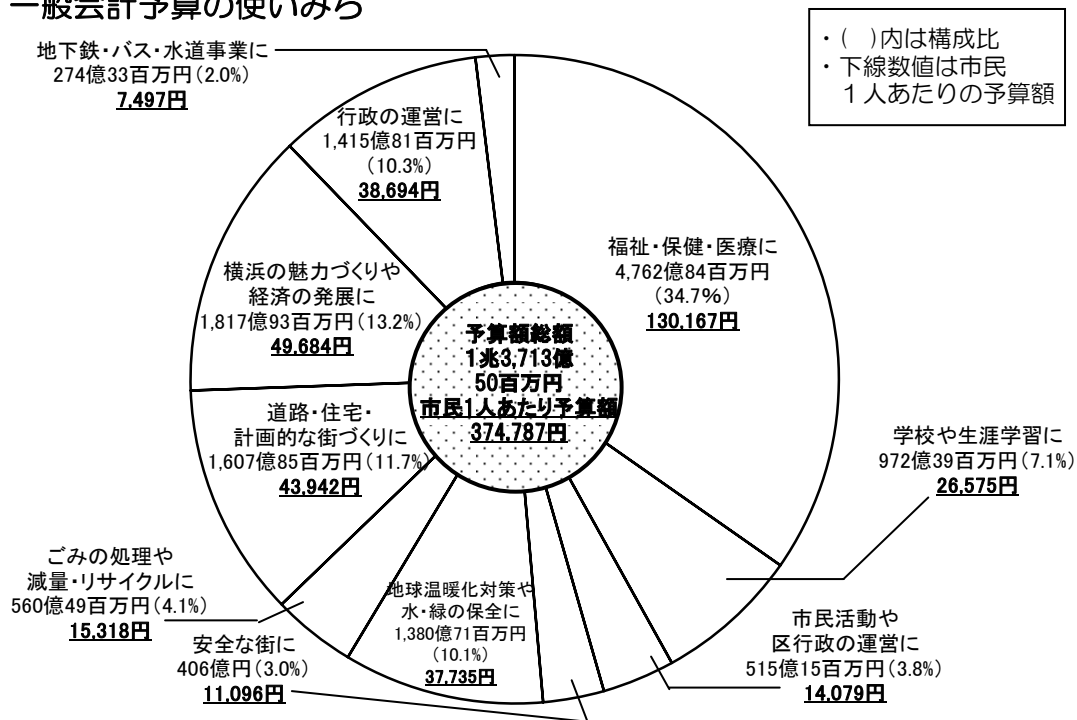 一般会計予算の使いみち
・(　)内は構成比
・下線数値は市民
１人あたりの予算額
地下鉄・バス・水道事業に
274億33百万円(2.0%)
7,497円
行政の運営に
1,415億81百万円
(10.3%)
38,694円
福祉・保健・医療に
4,762億84百万円
(34.7%)
130,167円
横浜の魅力づくりや
経済の発展に
1,817億93百万円(13.2%)
49,684円
予算額総額
1兆3,713億
50百万円
市民1人あたり予算額
374,787円
道路・住宅・
計画的な街づくりに
1,607億85百万円(11.7%)
43,942円
学校や生涯学習に
972億39百万円(7.1%)
26,575円
ごみの処理や
減量・リサイクルに
560億49百万円(4.1%)
15,318円
地球温暖化対策や
水・緑の保全に
1,380億71百万円
(10.1%)
37,735円
市民活動や
区行政の運営に
515億15百万円(3.8%)
14,079円
安全な街に
406億円(3.0%)
11,096円